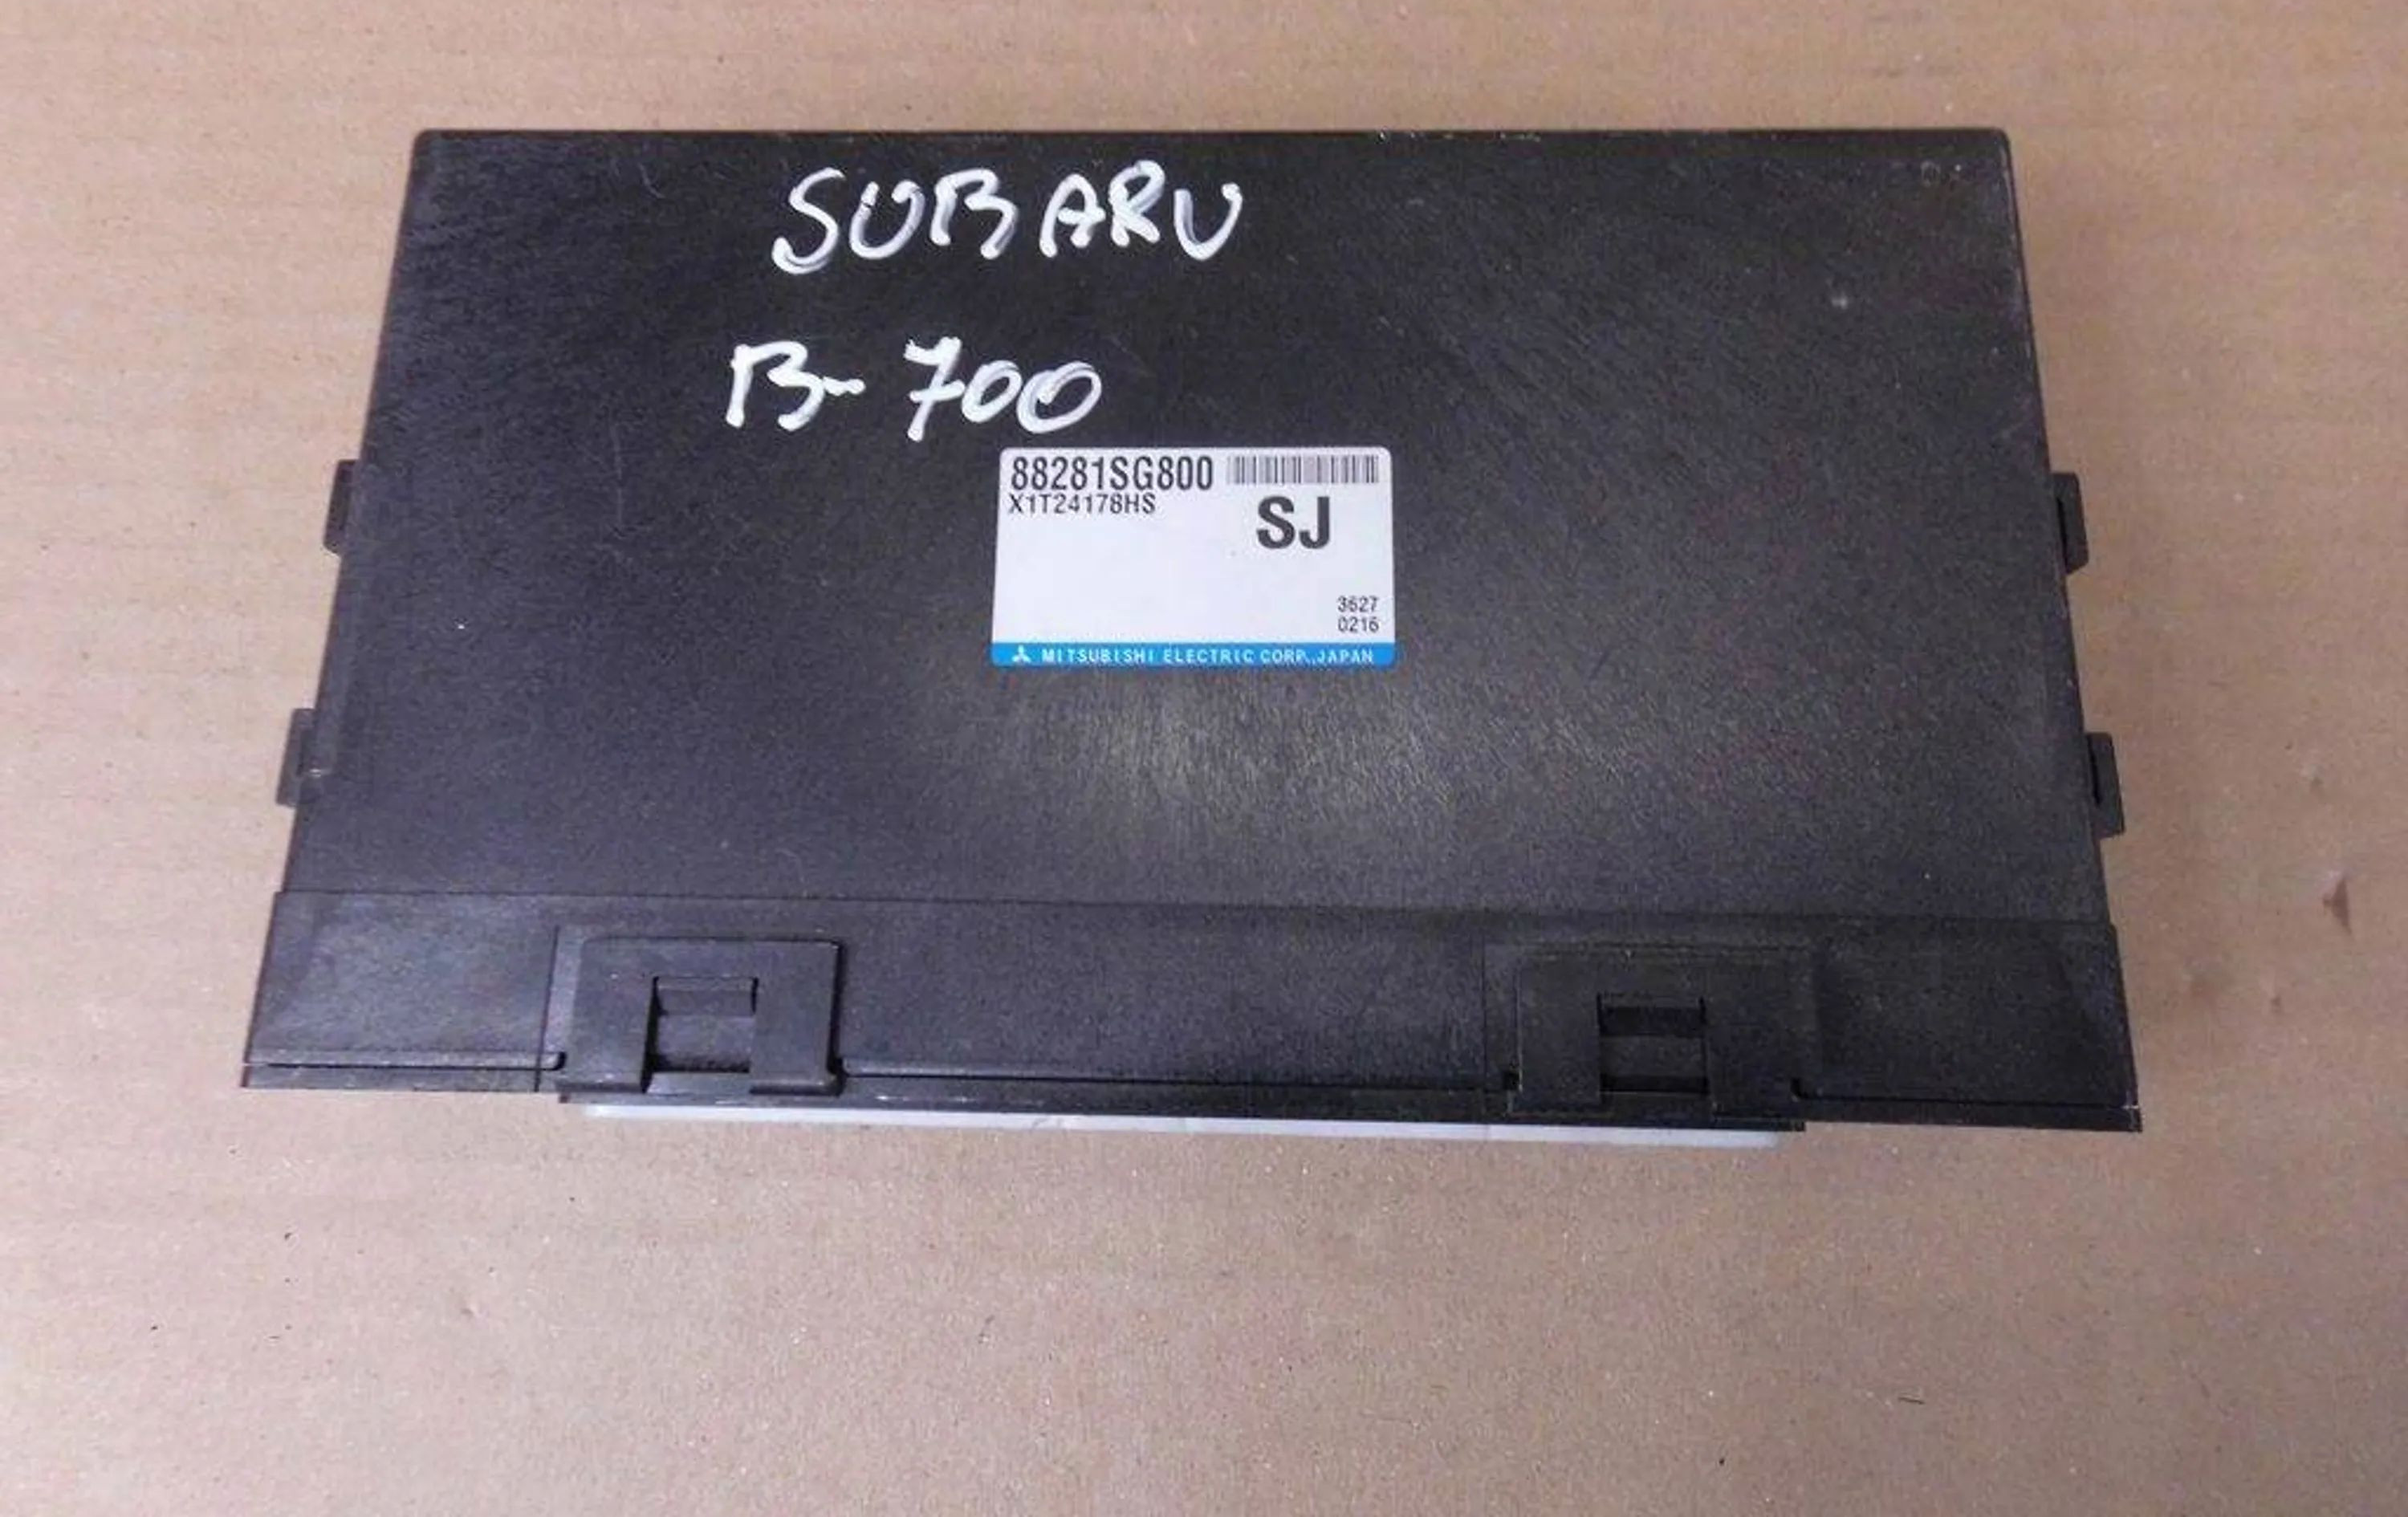 SUBARU
B-700
88281SG800
X1T24178HS
SJ
3627
0216
MITSUBISHI ELECTRIC CORP., JAPAN